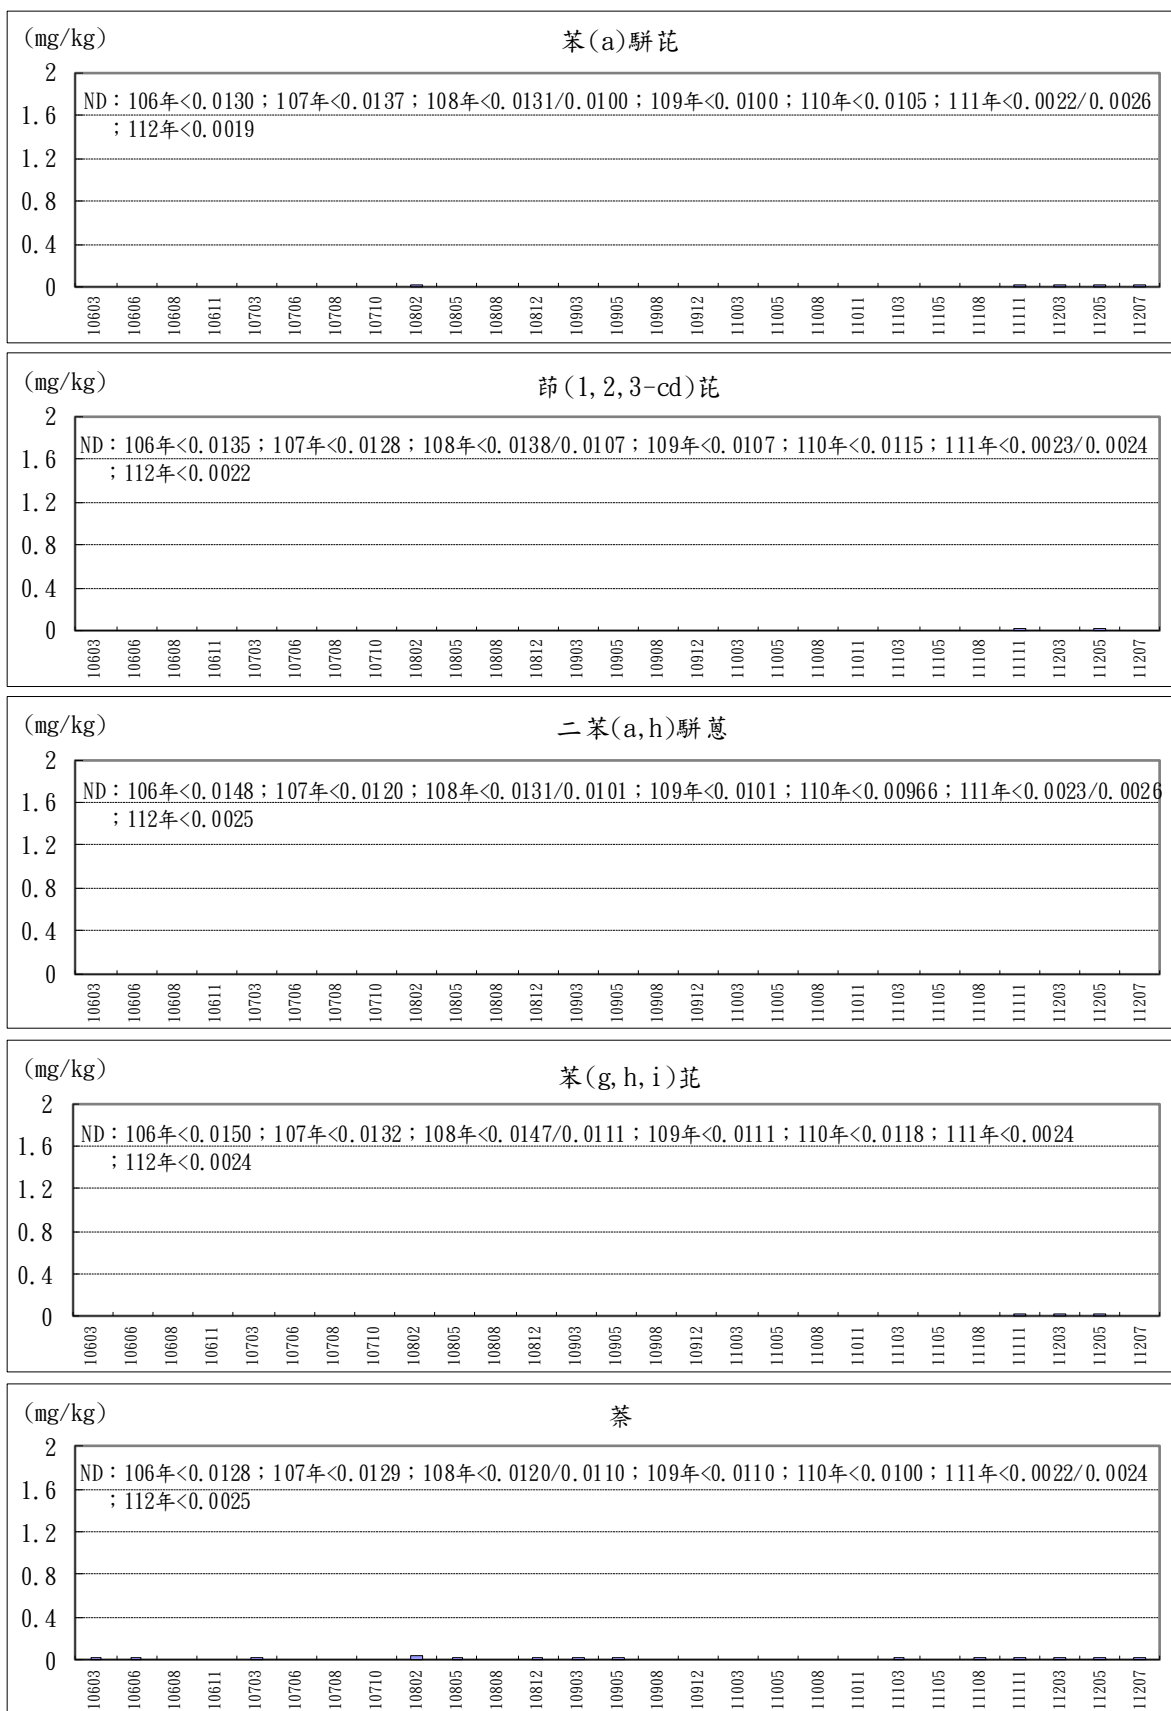 (mg/kg)
苯(a)駢芘
2
ND：106年<0.0130；107年<0.0137；108年<0.0131/0.0100；109年<0.0100；110年<0.0105；111年<0.0022/0.0026
1.6
；112年<0.0019
1.2
0.8
0.4
0
10603 10606 10608 10611 10703 10706 10708 10710 10802 10805 10808 10812 10903 10905 10908 10912 11003 11005 11008 11011 11103 11105 11108 11111 11203 11205 11207
(mg/kg)
茚(1,2,3-cd)芘
2
ND：106年<0.0135；107年<0.0128；108年<0.0138/0.0107；109年<0.0107；110年<0.0115；111年<0.0023/0.0024
1.6
；112年<0.0022
1.2
0.8
0.4
0
10603 10606 10608 10611 10703 10706 10708 10710 10802 10805 10808 10812 10903 10905 10908 10912 11003 11005 11008 11011 11103 11105 11108 11111 11203 11205 11207
(mg/kg)
二苯(a,h)駢蒽
2
ND：106年<0.0148；107年<0.0120；108年<0.0131/0.0101；109年<0.0101；110年<0.00966；111年<0.0023/0.0026
1.6
；112年<0.0025
1.2
0.8
0.4
0
10603 10606 10608 10611 10703 10706 10708 10710 10802 10805 10808 10812 10903 10905 10908 10912 11003 11005 11008 11011 11103 11105 11108 11111 11203 11205 11207
(mg/kg)
苯(g,h,i)苝
2
ND：106年<0.0150；107年<0.0132；108年<0.0147/0.0111；109年<0.0111；110年<0.0118；111年<0.0024
1.6
；112年<0.0024
1.2
0.8
0.4
0
10603 10606 10608 10611 10703 10706 10708 10710 10802 10805 10808 10812 10903 10905 10908 10912 11003 11005 11008 11011 11103 11105 11108 11111 11203 11205 11207
(mg/kg)
萘
2
ND：106年<0.0128；107年<0.0129；108年<0.0120/0.0110；109年<0.0110；110年<0.0100；111年<0.0022/0.0024
1.6
；112年<0.0025
1.2
0.8
0.4
0
10603 10606 10608 10611 10703 10706 10708 10710 10802 10805 10808 10812 10903 10905 10908 10912 11003 11005 11008 11011 11103 11105 11108 11111 11203 11205 11207